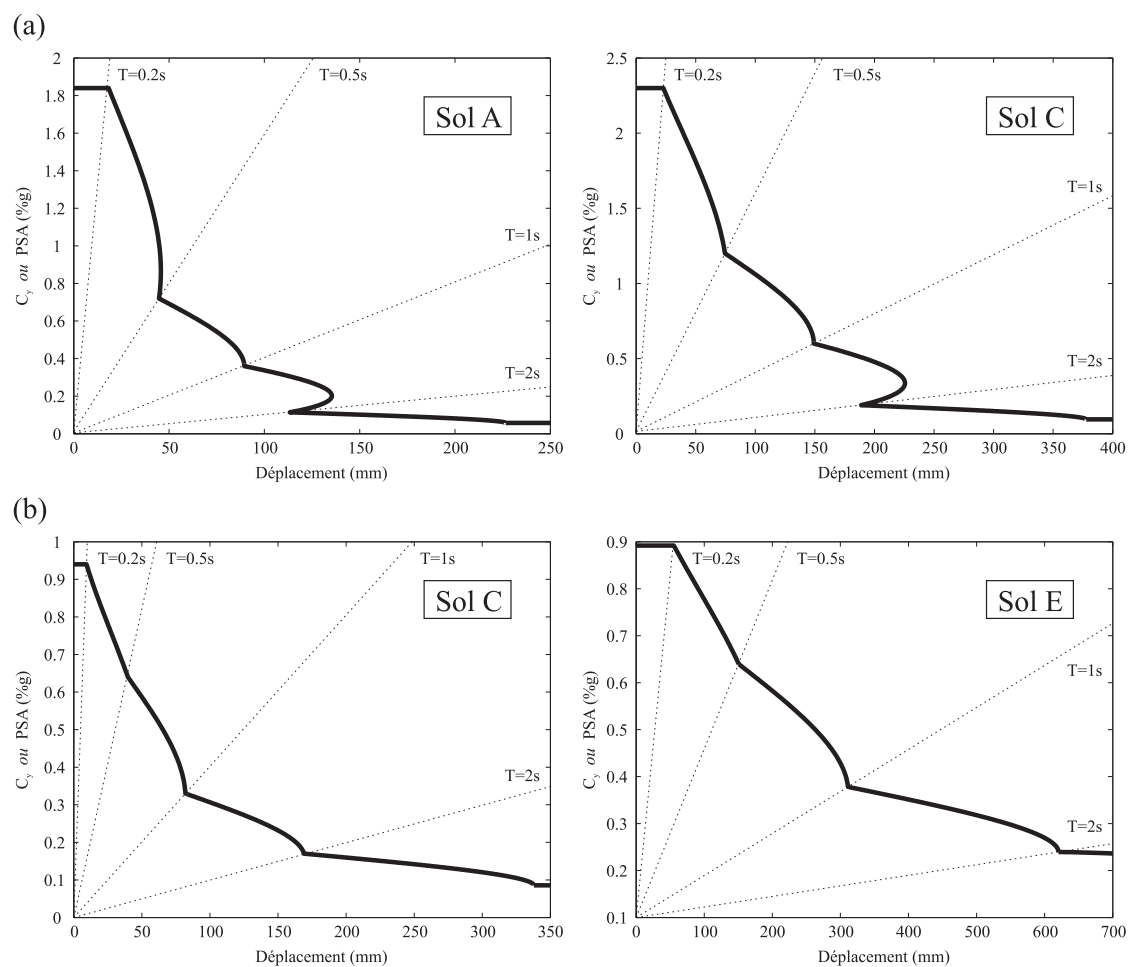 (a)
2
1.8
1.6
1.4
1.2
1
0.8
0.6
0.4
0.2
0
C_y ou PSA (%g)
T=0.2s
T=0.5s
Sol A
T=1s
T=2s
0 50 100 150 200 250
Déplacement (mm)
2.5
2
1.5
1
0.5
0
C_y ou PSA (%g)
T=0.2s
T=0.5s
Sol C
T=1s
T=2s
0 50 100 150 200 250 300 350 400
Déplacement (mm)
(b)
1
0.9
0.8
0.7
0.6
0.5
0.4
0.3
0.2
0.1
0
C_y ou PSA (%g)
T=0.2s
T=0.5s
T=1s
Sol C
T=2s
0 50 100 150 200 250 300 350
Déplacement (mm)
0.9
0.8
0.7
0.6
0.5
0.4
0.3
0.2
0.1
C_y ou PSA (%g)
T=0.2s
T=0.5s
Sol E
T=1s
T=2s
0 100 200 300 400 500 600 700
Déplacement (mm)